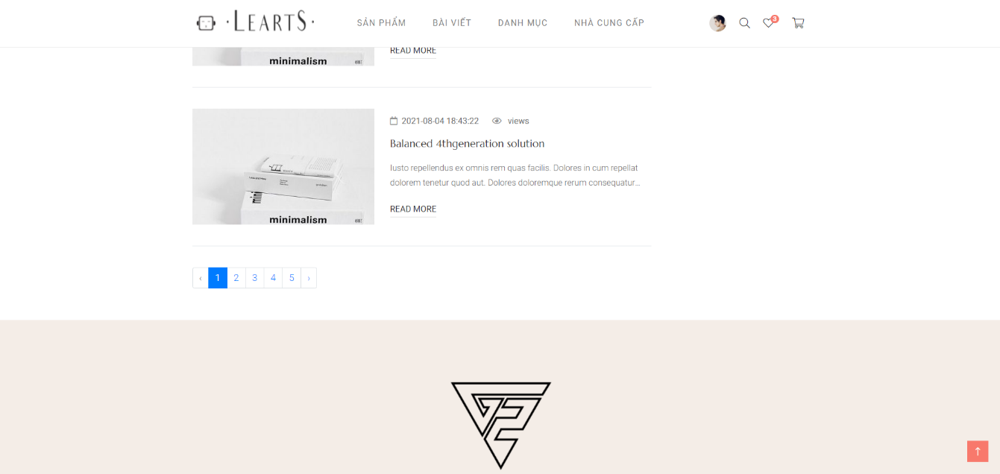 · LEARTS ·
SẢN PHẨM BÀI VIẾT DANH MỤC NHÀ CUNG CẤP
3
minimalism
READ MORE
2021-08-04 18:43:22 views
Balanced 4thgeneration solution
Iusto repellendus ex omnis rem quas facilis. Dolores in cum repellat
dolorem tenetur quod aut. Dolores doloremque rerum consequatur...
READ MORE
minimalism
‹ 1 2 3 4 5 ›